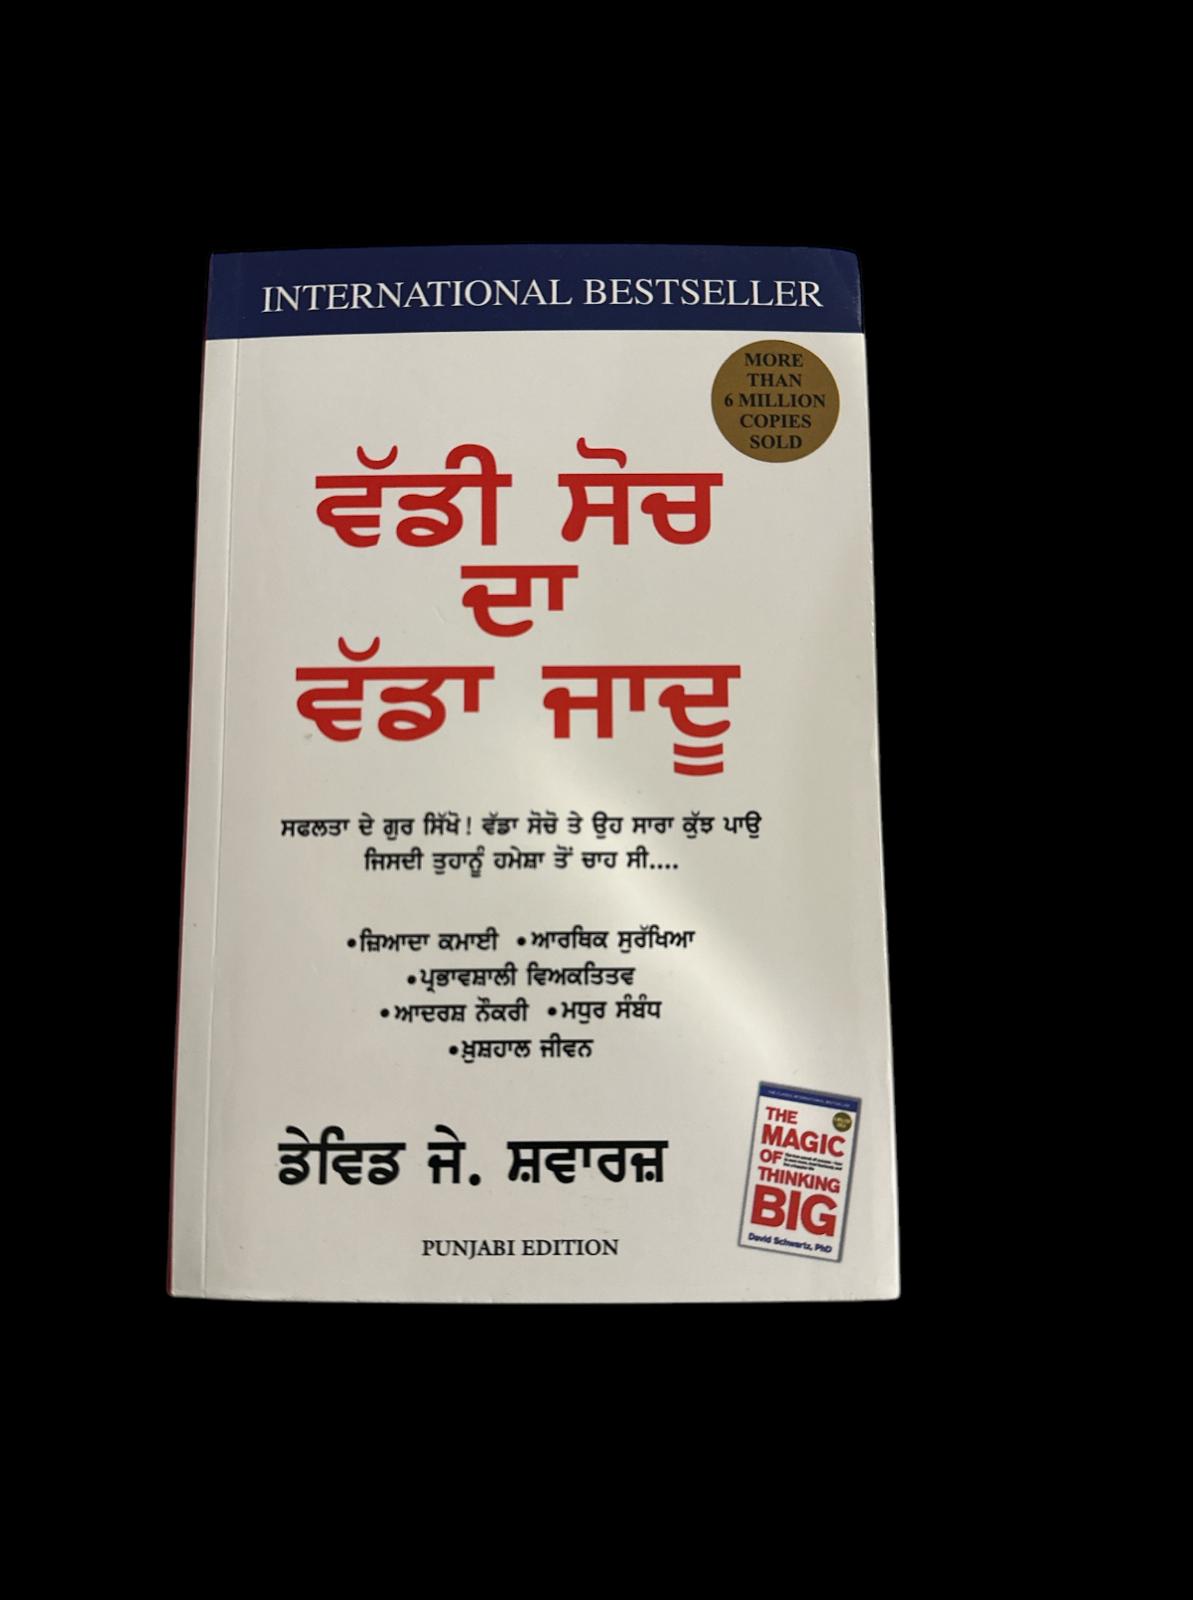 INTERNATIONAL BESTSELLER
MORE
THAN
6 MILLION
COPIES
SOLD
ਵੱਡੀ ਸੋਚ
ਦਾ
ਵੱਡਾ ਜਾਦੂ
ਸਫਲਤਾ ਦੇ ਗੁਰ ਸਿੱਖੋ! ਵੱਡਾ ਸੋਚੋ ਤੇ ਉਹ ਸਾਰਾ ਕੁੱਝ ਪਾਉ
ਜਿਸਦੀ ਤੁਹਾਨੂੰ ਹਮੇਸ਼ਾ ਤੋਂ ਚਾਹ ਸੀ....
•ਜ਼ਿਆਦਾ ਕਮਾਈ •ਆਰਥਿਕ ਸੁਰੱਖਿਆ
•ਪ੍ਰਭਾਵਸ਼ਾਲੀ ਵਿਅਕਤਿਤਵ
•ਆਦਰਸ਼ ਨੌਕਰੀ •ਮਧੁਰ ਸੰਬੰਧ
•ਖ਼ੁਸ਼ਹਾਲ ਜੀਵਨ
ਡੇਵਿਡ ਜੇ. ਸ਼ਵਾਰਜ਼
PUNJABI EDITION
THE
MAGIC
OF
THINKING
BIG
David Schwartz, PhD